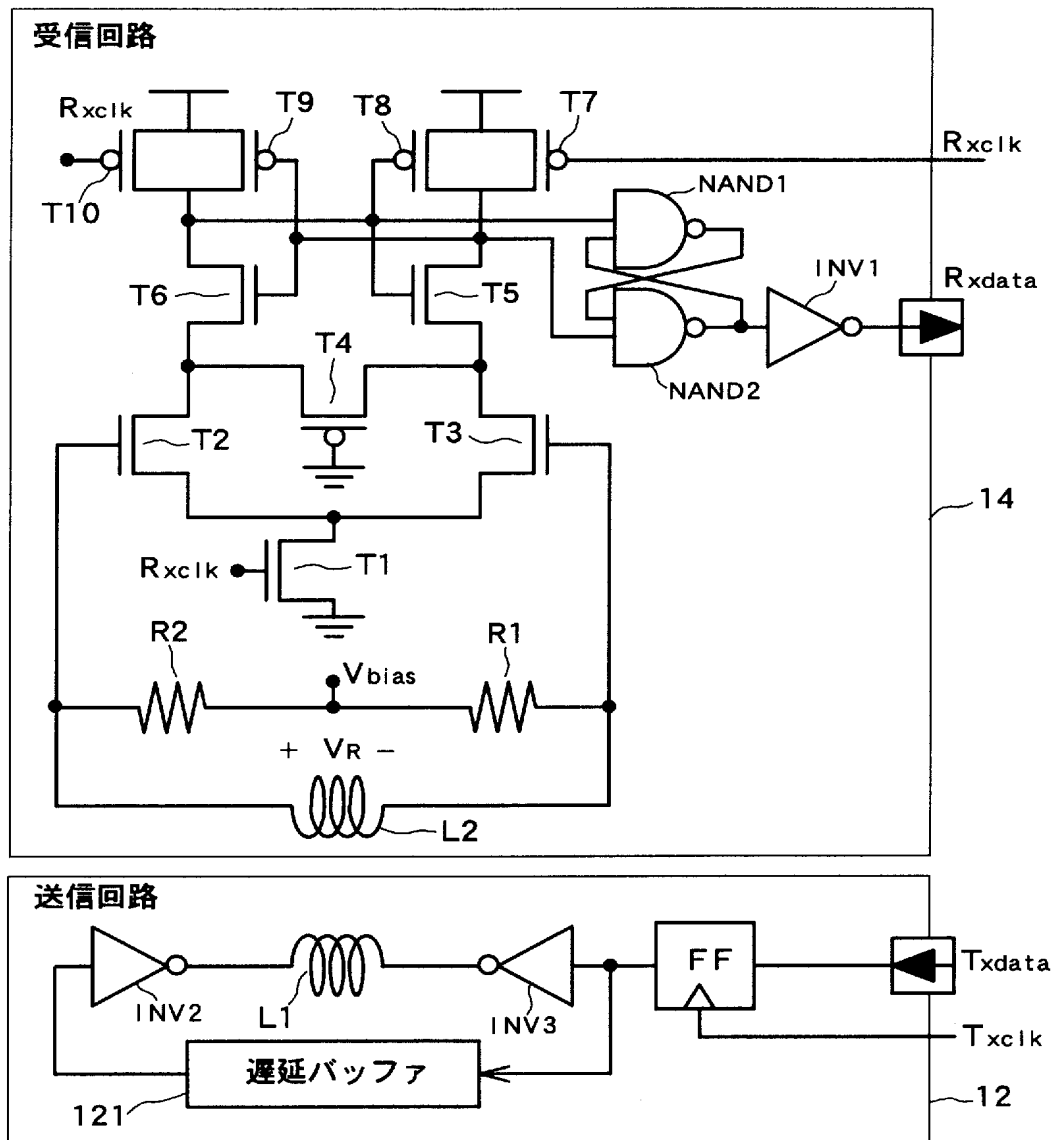 受信回路
Rxclk
T9
T8
T7
Rxclk
T10
NAND1
INV1
Rxdata
T6
T5
T4
NAND2
T2
T3
14
Rxclk
T1
R2
Vbias
R1
+ VR -
L2
送信回路
FF
Txdata
INV2
L1
INV3
Txclk
遅延バッファ
121
12